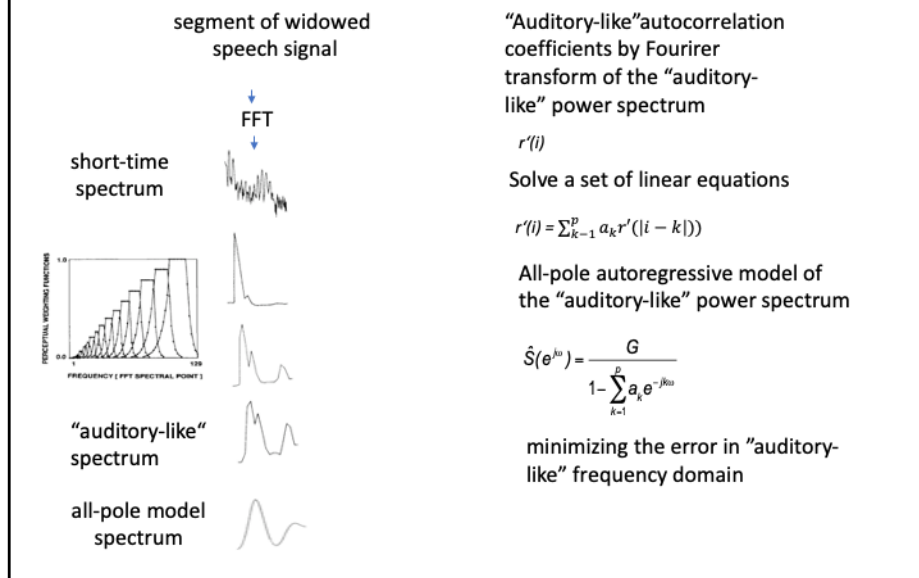 segment of widowed
speech signal
FFT
short-time
spectrum
PERCEPTUAL WEIGHTING FUNCTIONS
1.0
0.0
1
129
FREQUENCY [ FFT SPECTRAL POINT ]
"auditory-like"
spectrum
all-pole model
spectrum
"Auditory-like"autocorrelation
coefficients by Fourirer
transform of the "auditory-
like" power spectrum
r'(i)
Solve a set of linear equations
r'(i) = ∑ᵖₖ₋₁ aₖr′(|i − k|))
All-pole autoregressive model of
the "auditory-like" power spectrum
Ŝ(e^{jω}) = G / (1- ∑_{k=1}^{p} a_k e^{-jkω})
minimizing the error in "auditory-
like" frequency domain